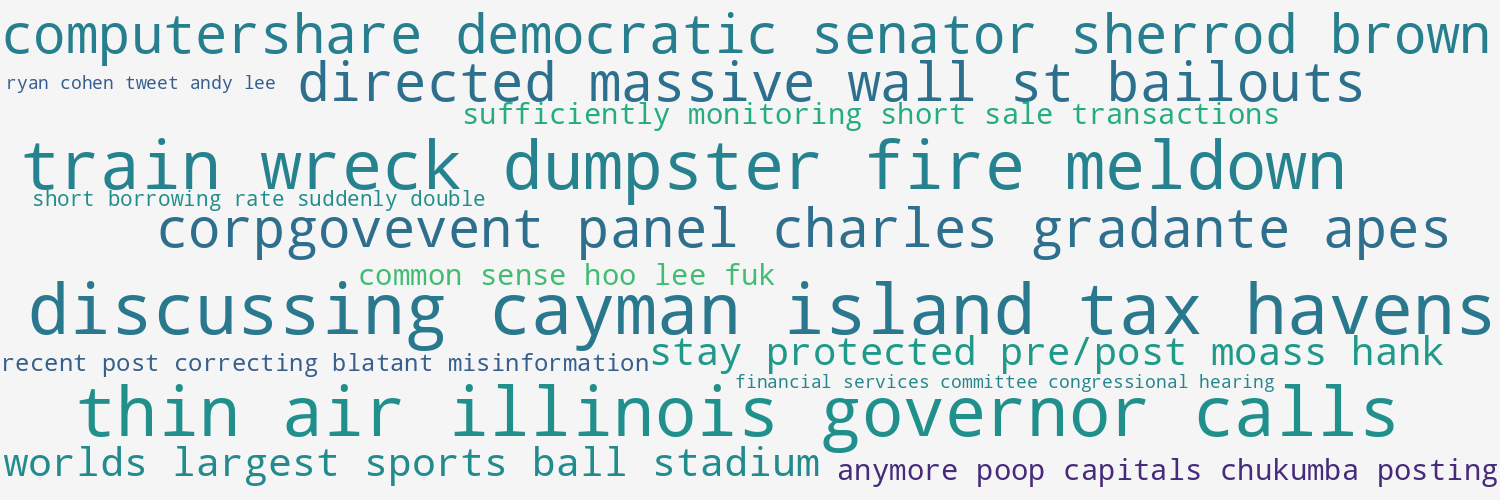 computershare democratic senator sherrod brown
ryan cohen tweet andy lee
directed massive wall st bailouts
sufficiently monitoring short sale transactions
train wreck dumpster fire meldown
short borrowing rate suddenly double
corpgovevent panel charles gradante apes
common sense hoo lee fuk
discussing cayman island tax havens
recent post correcting blatant misinformation
stay protected pre/post moass hank
financial services committee congressional hearing
thin air illinois governor calls
worlds largest sports ball stadium
anymore poop capitals chukumba posting